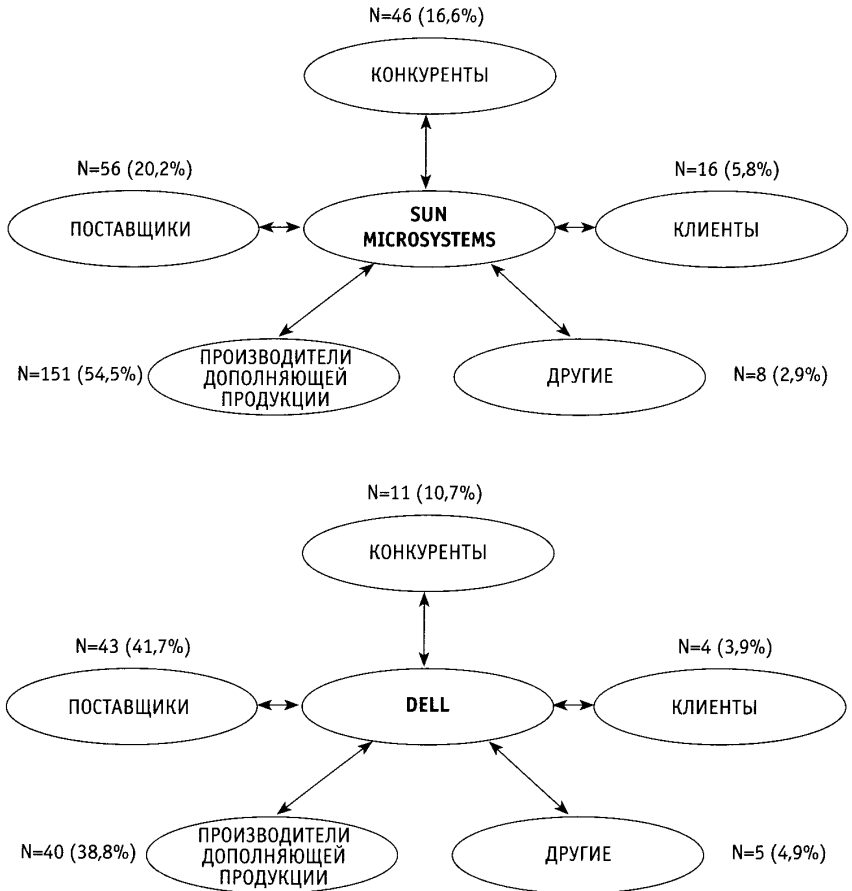 N=46 (16,6%)
КОНКУРЕНТЫ
N=56 (20,2%)
N=16 (5,8%)
ПОСТАВЩИКИ
SUN
MICROSYSTEMS
КЛИЕНТЫ
N=151 (54,5%)
ПРОИЗВОДИТЕЛИ
ДОПОЛНЯЮЩЕЙ
ПРОДУКЦИИ
ДРУГИЕ
N=8 (2,9%)
N=11 (10,7%)
КОНКУРЕНТЫ
N=43 (41,7%)
N=4 (3,9%)
ПОСТАВЩИКИ
DELL
КЛИЕНТЫ
N=40 (38,8%)
ПРОИЗВОДИТЕЛИ
ДОПОЛНЯЮЩЕЙ
ПРОДУКЦИИ
ДРУГИЕ
N=5 (4,9%)